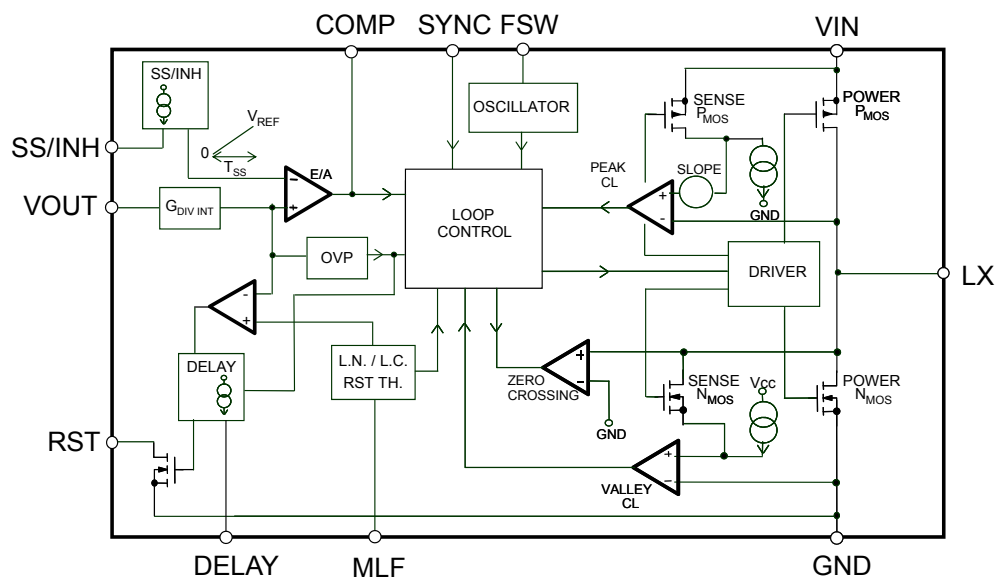 COMP SYNC FSW VIN
SS/INH
VREF
0
TSS
SS/INH
OSCILLATOR
SENSE
PMOS
POWER
PMOS
E/A
-
+
PEAK
CL
SLOPE
+
-
GND
VOUT
GDIV INT
LOOP
CONTROL
OVP
DRIVER
LX
-
+
DELAY
L.N. / L.C.
RST TH.
ZERO
CROSSING
+
-
GND
SENSE
NMOS
Vcc
POWER
NMOS
RST
VALLEY
CL
+
-
DELAY MLF GND